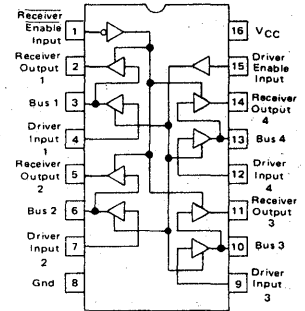 Receiver
Enable
Input
1
Receiver
Output
1
2
Bus 1
3
Driver
Input
1
4
Receiver
Output
2
5
Bus 2
6
Driver
Input
2
7
Gnd
8
16
VCC
15
Driver
Enable
Input
14
Receiver
Output
4
13
Bus 4
12
Driver
Input
4
11
Receiver
Output
3
10
Bus 3
9
Driver
Input
3